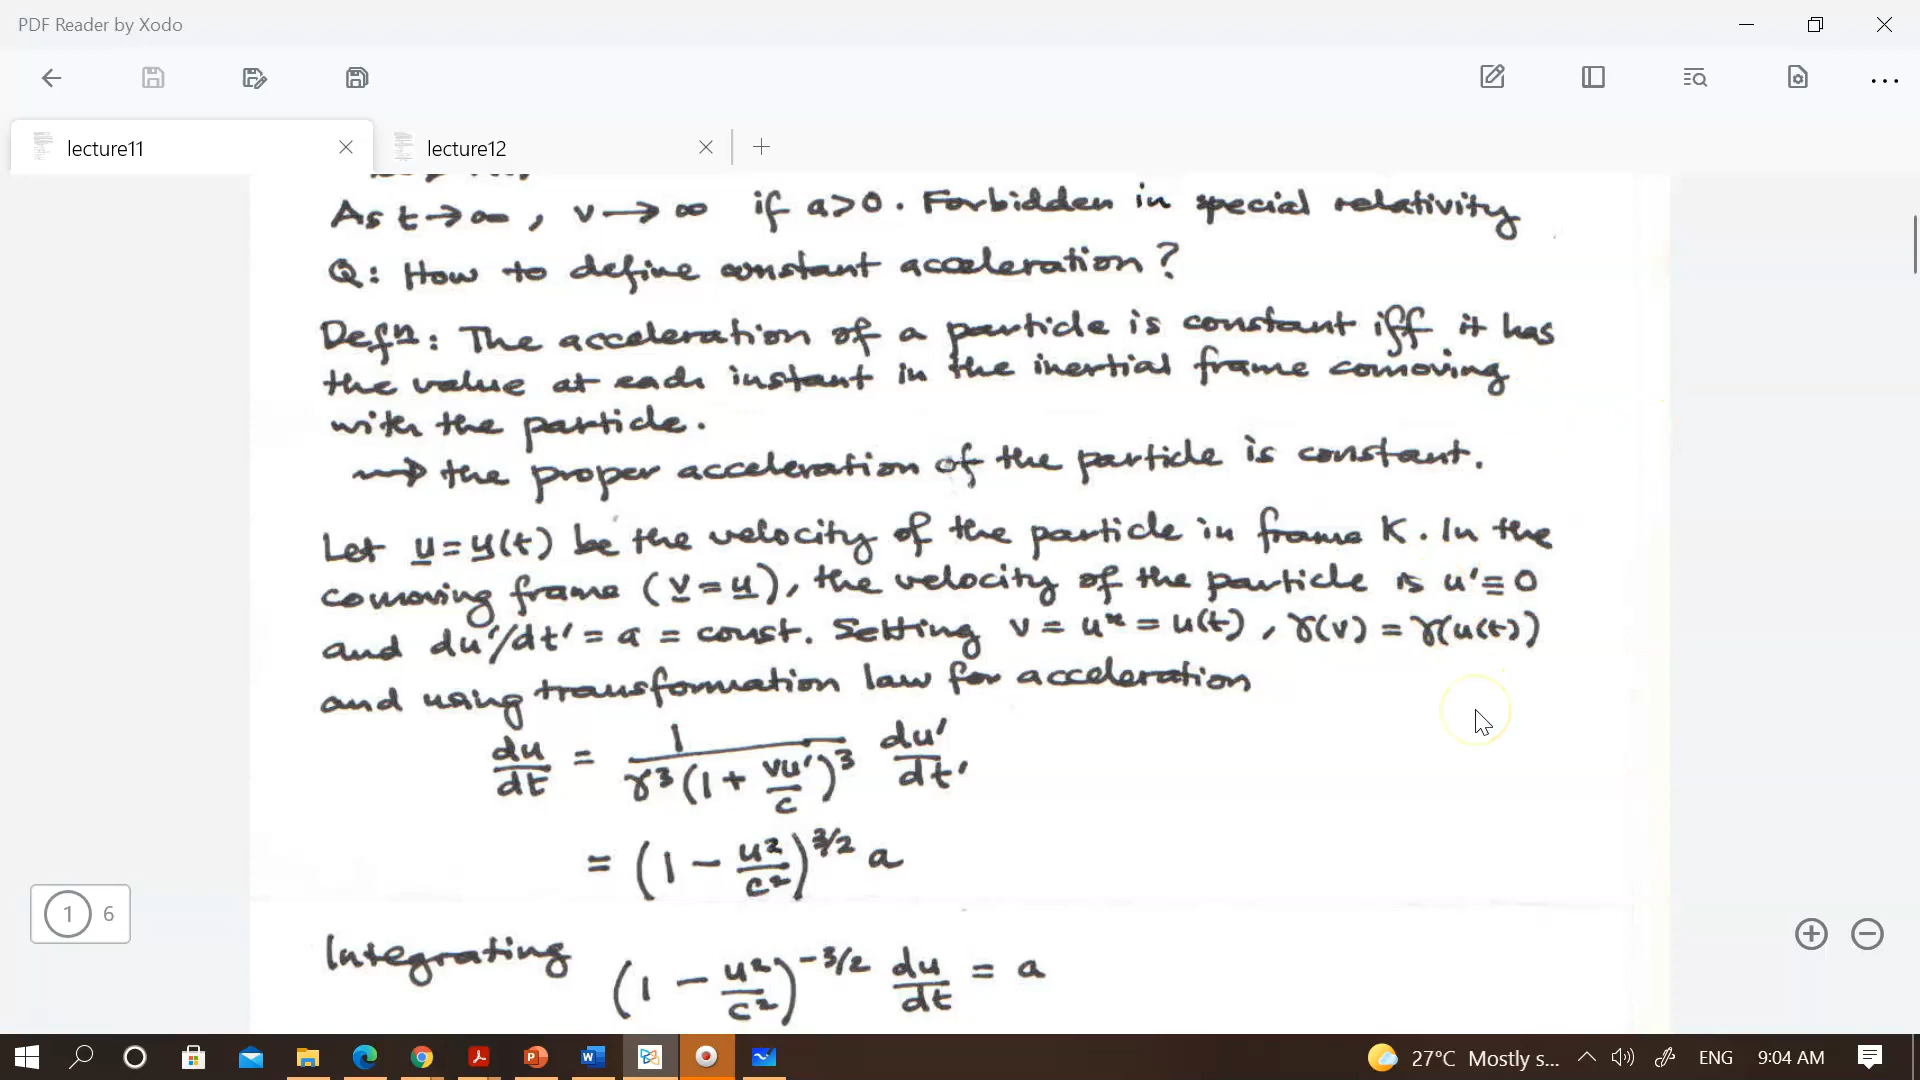 PDF Reader by Xodo
lecture11
lecture12
As t → ∞, v → ∞ if a > 0. Forbidden in special relativity
Q: How to define constant acceleration?
Defⁿ: The acceleration of a particle is constant iff it has
the value at each instant in the inertial frame comoving
with the particle.
⟿ the proper acceleration of the particle is constant.
Let u = u(t) be the velocity of the particle in frame K. In the
comoving frame (v = u), the velocity of the particle is u' ≡ 0
and du'/dt' = a = const. Setting v = uˣ = u(t), γ(v) = γ(u(t))
and using transformation law for acceleration
du/dt = 1/(γ³(1 + vu'/c)³) du'/dt'
= (1 − u²/c²)^3/2 a
Integrating (1 − u²/c²)^−3/2 du/dt = a
1 6
27°C Mostly s... ENG 9:04 AM